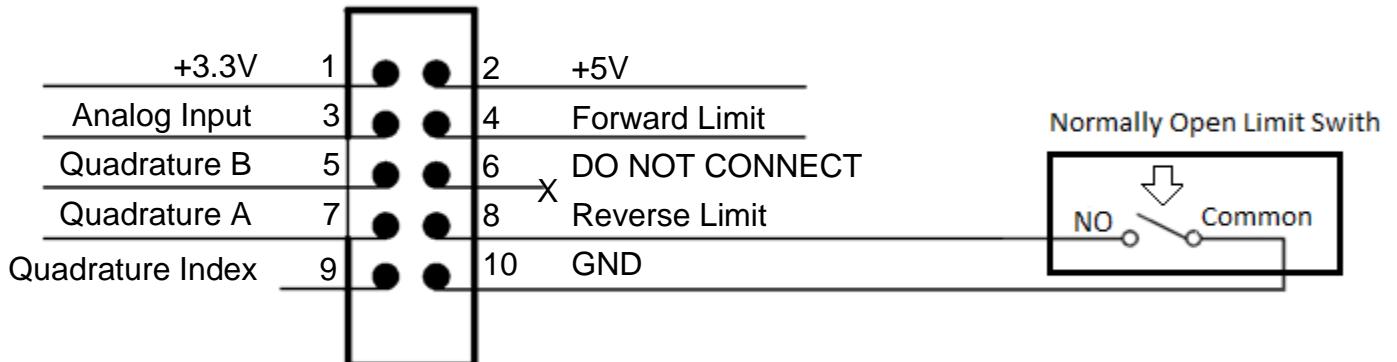 +3.3V 1 2 +5V
Analog Input 3 4 Forward Limit
Normally Open Limit Swith
Quadrature B 5 6 DO NOT CONNECT
X
Quadrature A 7 8 Reverse Limit
NO Common
Quadrature Index 9 10 GND